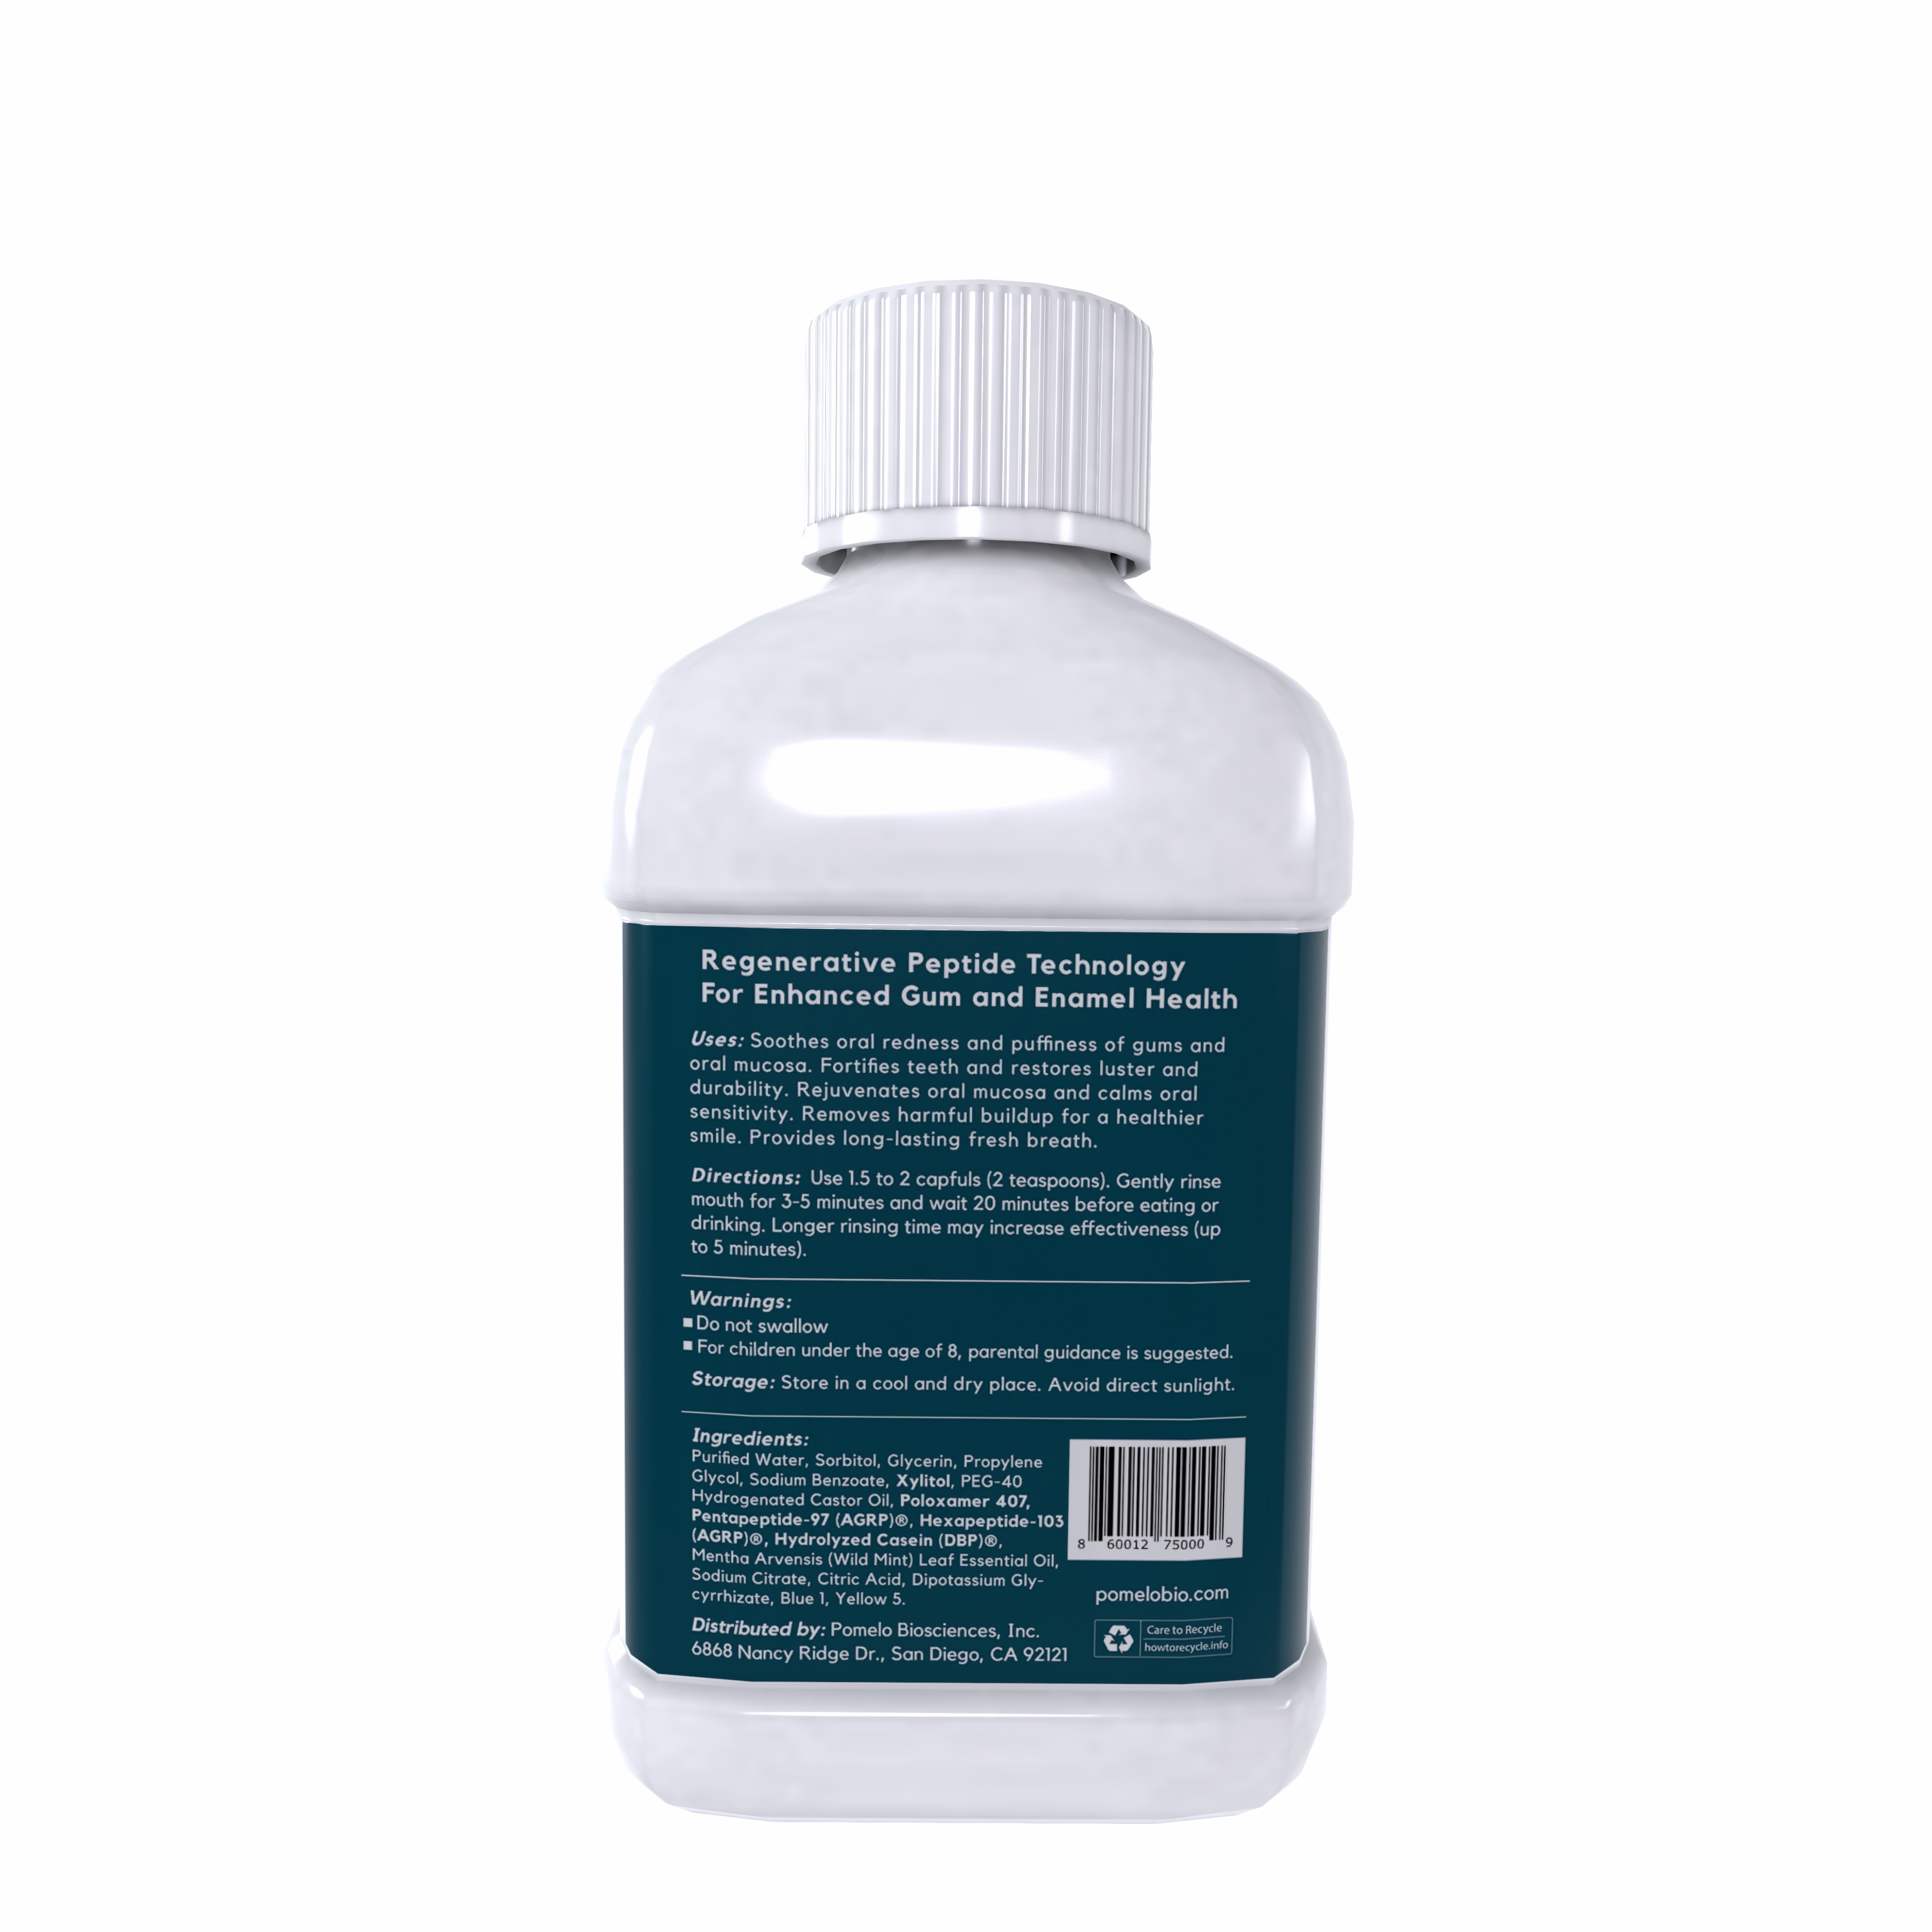 Regenerative Peptide Technology
For Enhanced Gum and Enamel Health
Uses: Soothes oral redness and puffiness of gums and
oral mucosa. Fortifies teeth and restores luster and
durability. Rejuvenates oral mucosa and calms oral
sensitivity. Removes harmful buildup for a healthier
smile. Provides long-lasting fresh breath.
Directions: Use 1.5 to 2 capfuls (2 teaspoons). Gently rinse
mouth for 3-5 minutes and wait 20 minutes before eating or
drinking. Longer rinsing time may increase effectiveness (up
to 5 minutes).
Warnings:
■ Do not swallow
■ For children under the age of 8, parental guidance is suggested.
Storage: Store in a cool and dry place. Avoid direct sunlight.
Ingredients:
Purified Water, Sorbitol, Glycerin, Propylene
Glycol, Sodium Benzoate, Xylitol, PEG-40
Hydrogenated Castor Oil, Poloxamer 407,
Pentapeptide-97 (AGRP)®, Hexapeptide-103
(AGRP)®, Hydrolyzed Casein (DBP)®,
Mentha Arvensis (Wild Mint) Leaf Essential Oil,
Sodium Citrate, Citric Acid, Dipotassium Gly-
cyrrhizate, Blue 1, Yellow 5.
Distributed by: Pomelo Biosciences, Inc.
6868 Nancy Ridge Dr., San Diego, CA 92121
8 60012 75000 9
pomelobio.com
Care to Recycle
howtorecycle.info